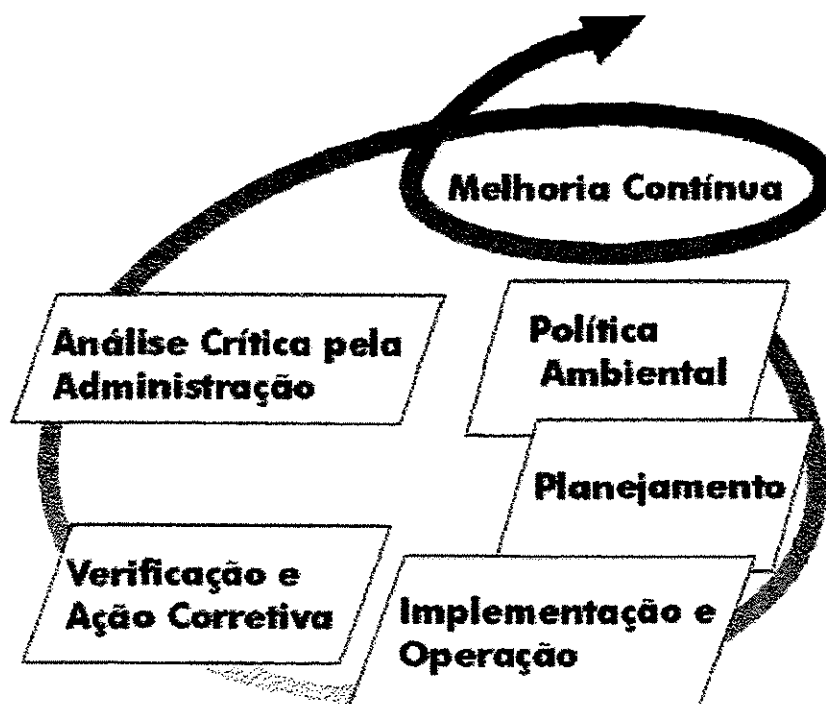 Melhoria Contínua
Política
Ambiental
Planejamento
Implementação e
Operação
Verificação e
Ação Corretiva
Análise Crítica pela
Administração